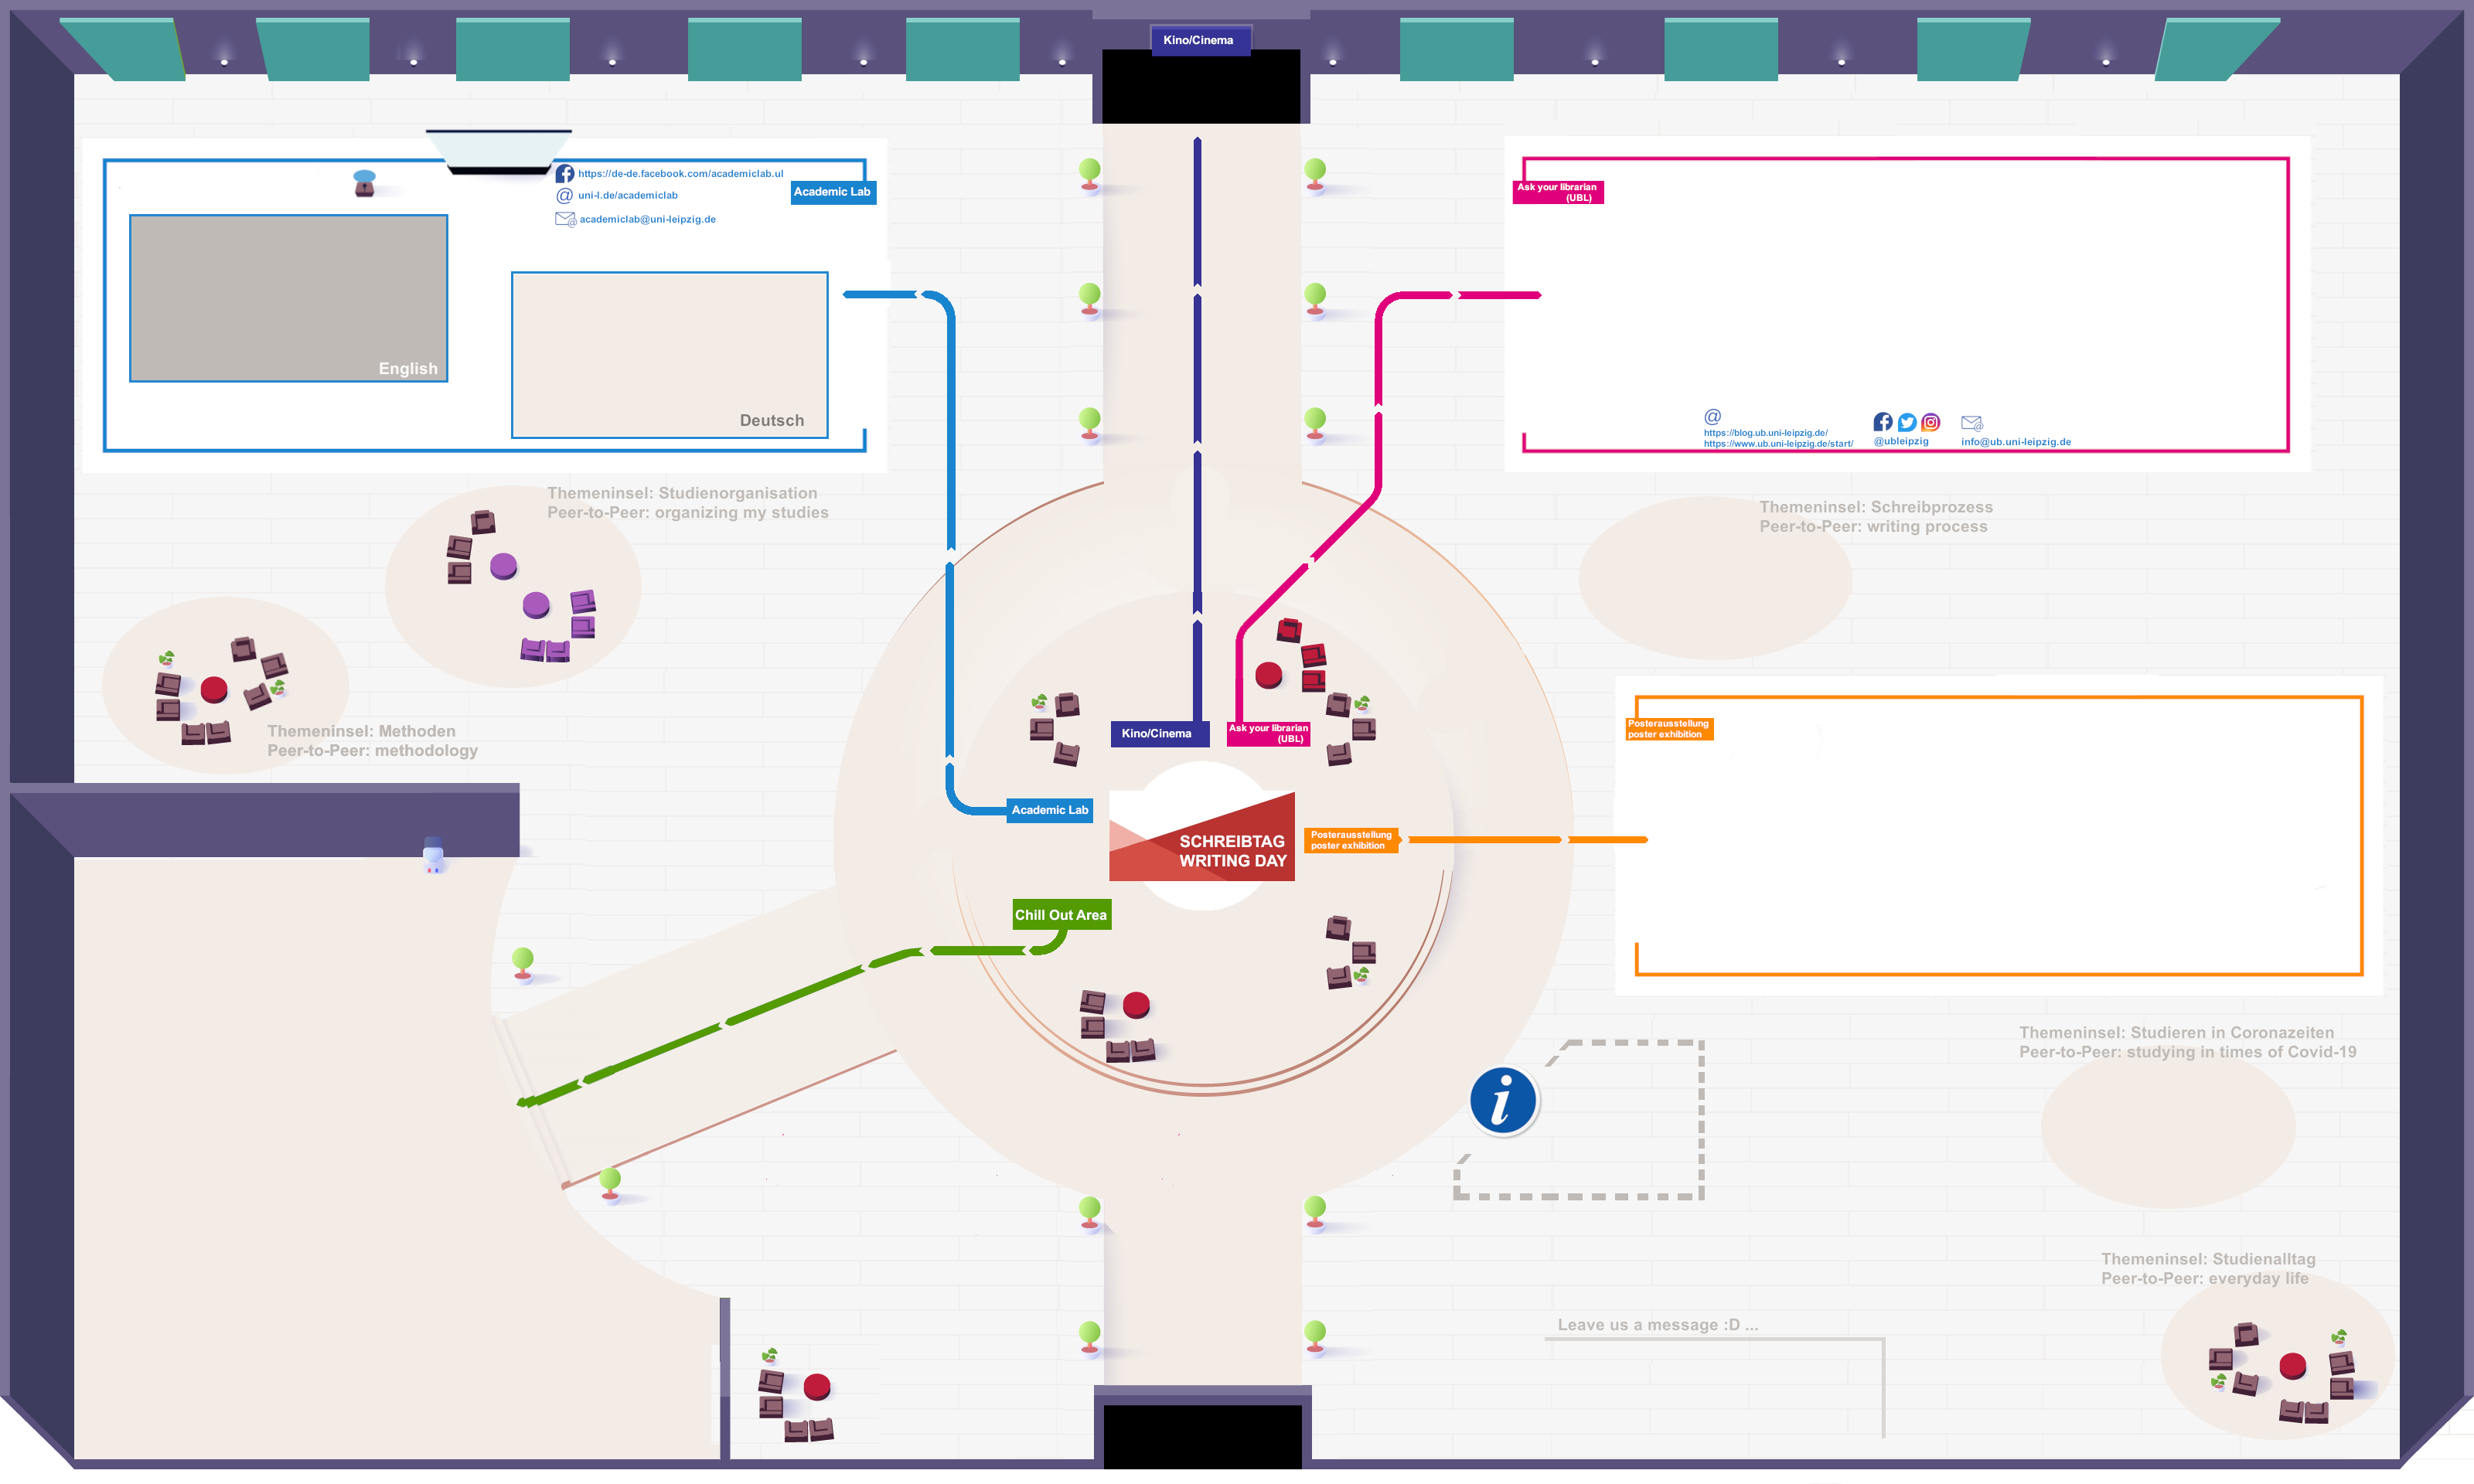 Kino/Cinema
https://de-de.facebook.com/academiclab.ul
@ uni-l.de/academiclab
academiclab@uni-leipzig.de
Academic Lab
English
Deutsch
Ask your librarian
(UBL)
@
https://blog.ub.uni-leipzig.de/
https://www.ub.uni-leipzig.de/start/
@ubleipzig
info@ub.uni-leipzig.de
Themeninsel: Studienorganisation
Peer-to-Peer: organizing my studies
Themeninsel: Schreibprozess
Peer-to-Peer: writing process
Themeninsel: Methoden
Peer-to-Peer: methodology
Kino/Cinema
Ask your librarian
(UBL)
Posterausstellung
poster exhibition
Academic Lab
SCHREIBTAG
WRITING DAY
Posterausstellung
poster exhibition
Chill Out Area
Themeninsel: Studieren in Coronazeiten
Peer-to-Peer: studying in times of Covid-19
i
Themeninsel: Studienalltag
Peer-to-Peer: everyday life
Leave us a message :D ...